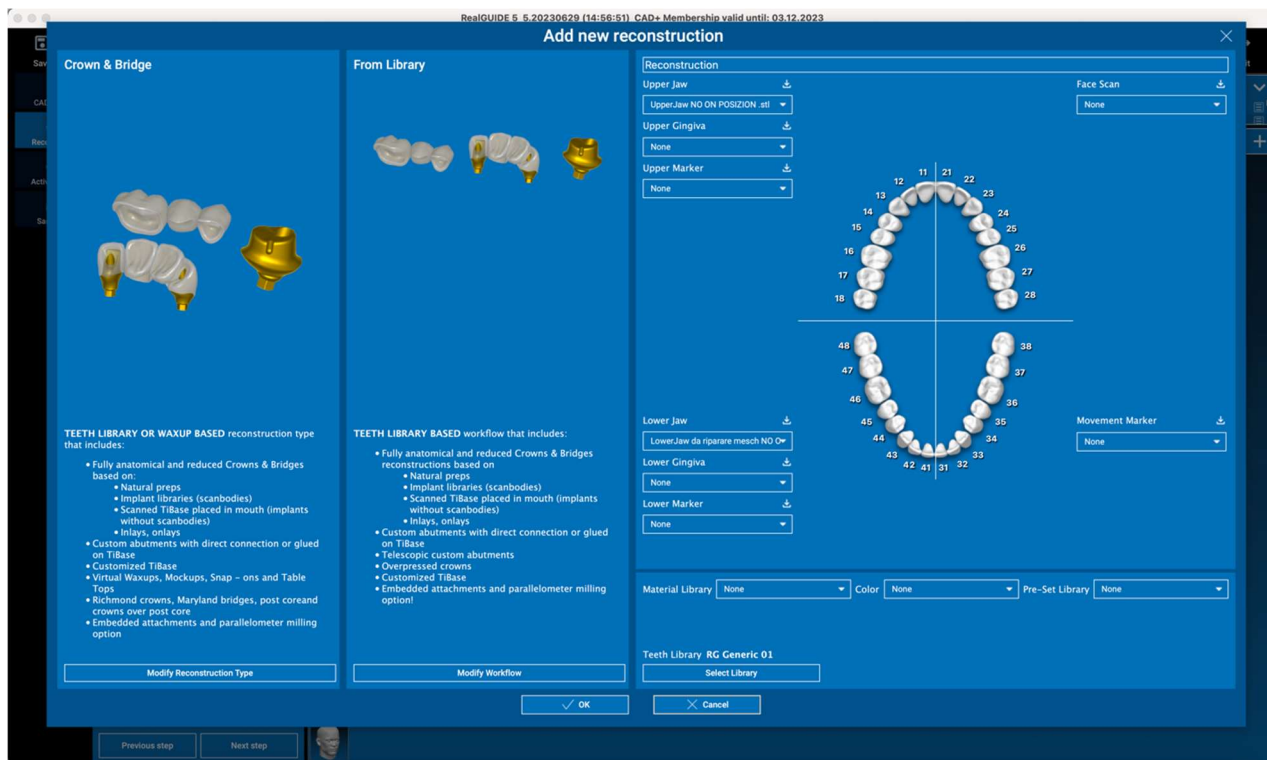 RealGUIDE 5 5.20230629 (14:56:51) CAD+ Membership valid until: 03.12.2023
Add new reconstruction
Crown & Bridge
TEETH LIBRARY OR WAXUP BASED reconstruction type
that includes:
• Fully anatomical and reduced Crowns & Bridges
based on:
• Natural preps
• Implant libraries (scanbodies)
• Scanned TiBase placed in mouth (implants
without scanbodies)
• Inlays, onlays
• Custom abutments with direct connection or glued
on TiBase
• Customized TiBase
• Virtual Waxups, Mockups, Snap - ons and Table
Tops
• Richmond crowns, Maryland bridges, post coreand
crowns over post core
• Embedded attachments and parallelometer milling
option
Modify Reconstruction Type
From Library
TEETH LIBRARY BASED workflow that includes:
• Fully anatomical and reduced Crowns & Bridges
reconstructions based on
• Natural preps
• Implant libraries (scanbodies)
• Scanned TiBase placed in mouth (implants
without scanbodies)
• Inlays, onlays
• Custom abutments with direct connection or glued
on TiBase
• Telescopic custom abutments
• Overpressed crowns
• Customized TiBase
• Embedded attachments and parallelometer milling
option!
Modify Workflow
Reconstruction
Upper Jaw
UpperJaw NO ON POSIZION .stl
Upper Gingiva
None
Upper Marker
None
Face Scan
None
11 21
12 22
13 23
14 24
15 25
16 26
17 27
18 28
48 38
47 37
46 36
45 35
44 34
43 33
42 41 31 32
Lower Jaw
LowerJaw da riparare mesch NO O
Lower Gingiva
None
Lower Marker
None
Movement Marker
None
Material Library None Color None Pre-Set Library None
Teeth Library RG Generic 01
Select Library
OK Cancel
Previous step Next step